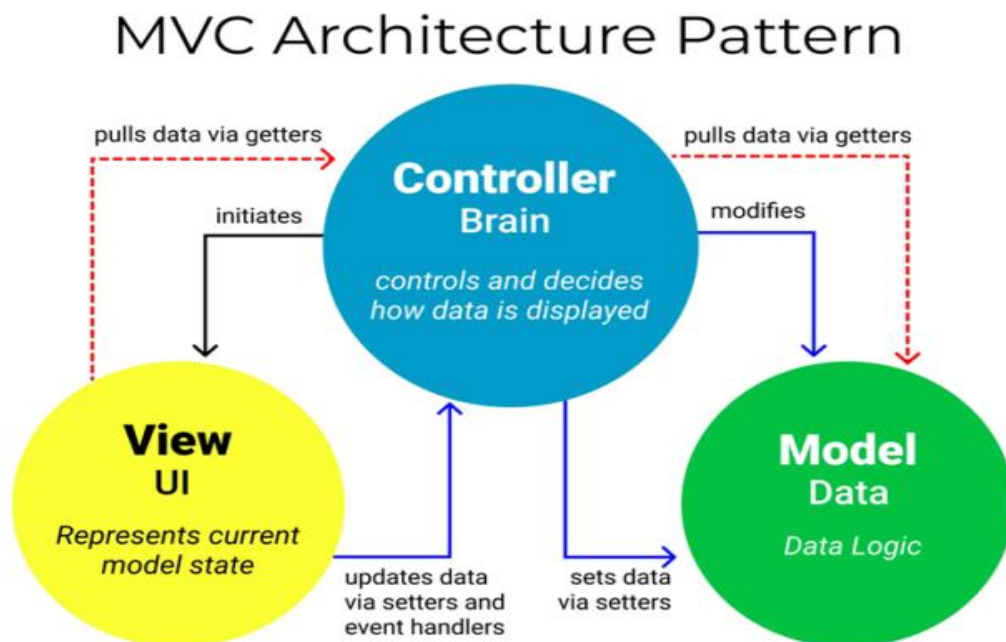 MVC Architecture Pattern
pulls data via getters
pulls data via getters
Controller
Brain
controls and decides
how data is displayed
initiates
modifies
View
UI
Represents current
model state
Model
Data
Data Logic
updates data
via setters and
event handlers
sets data
via setters